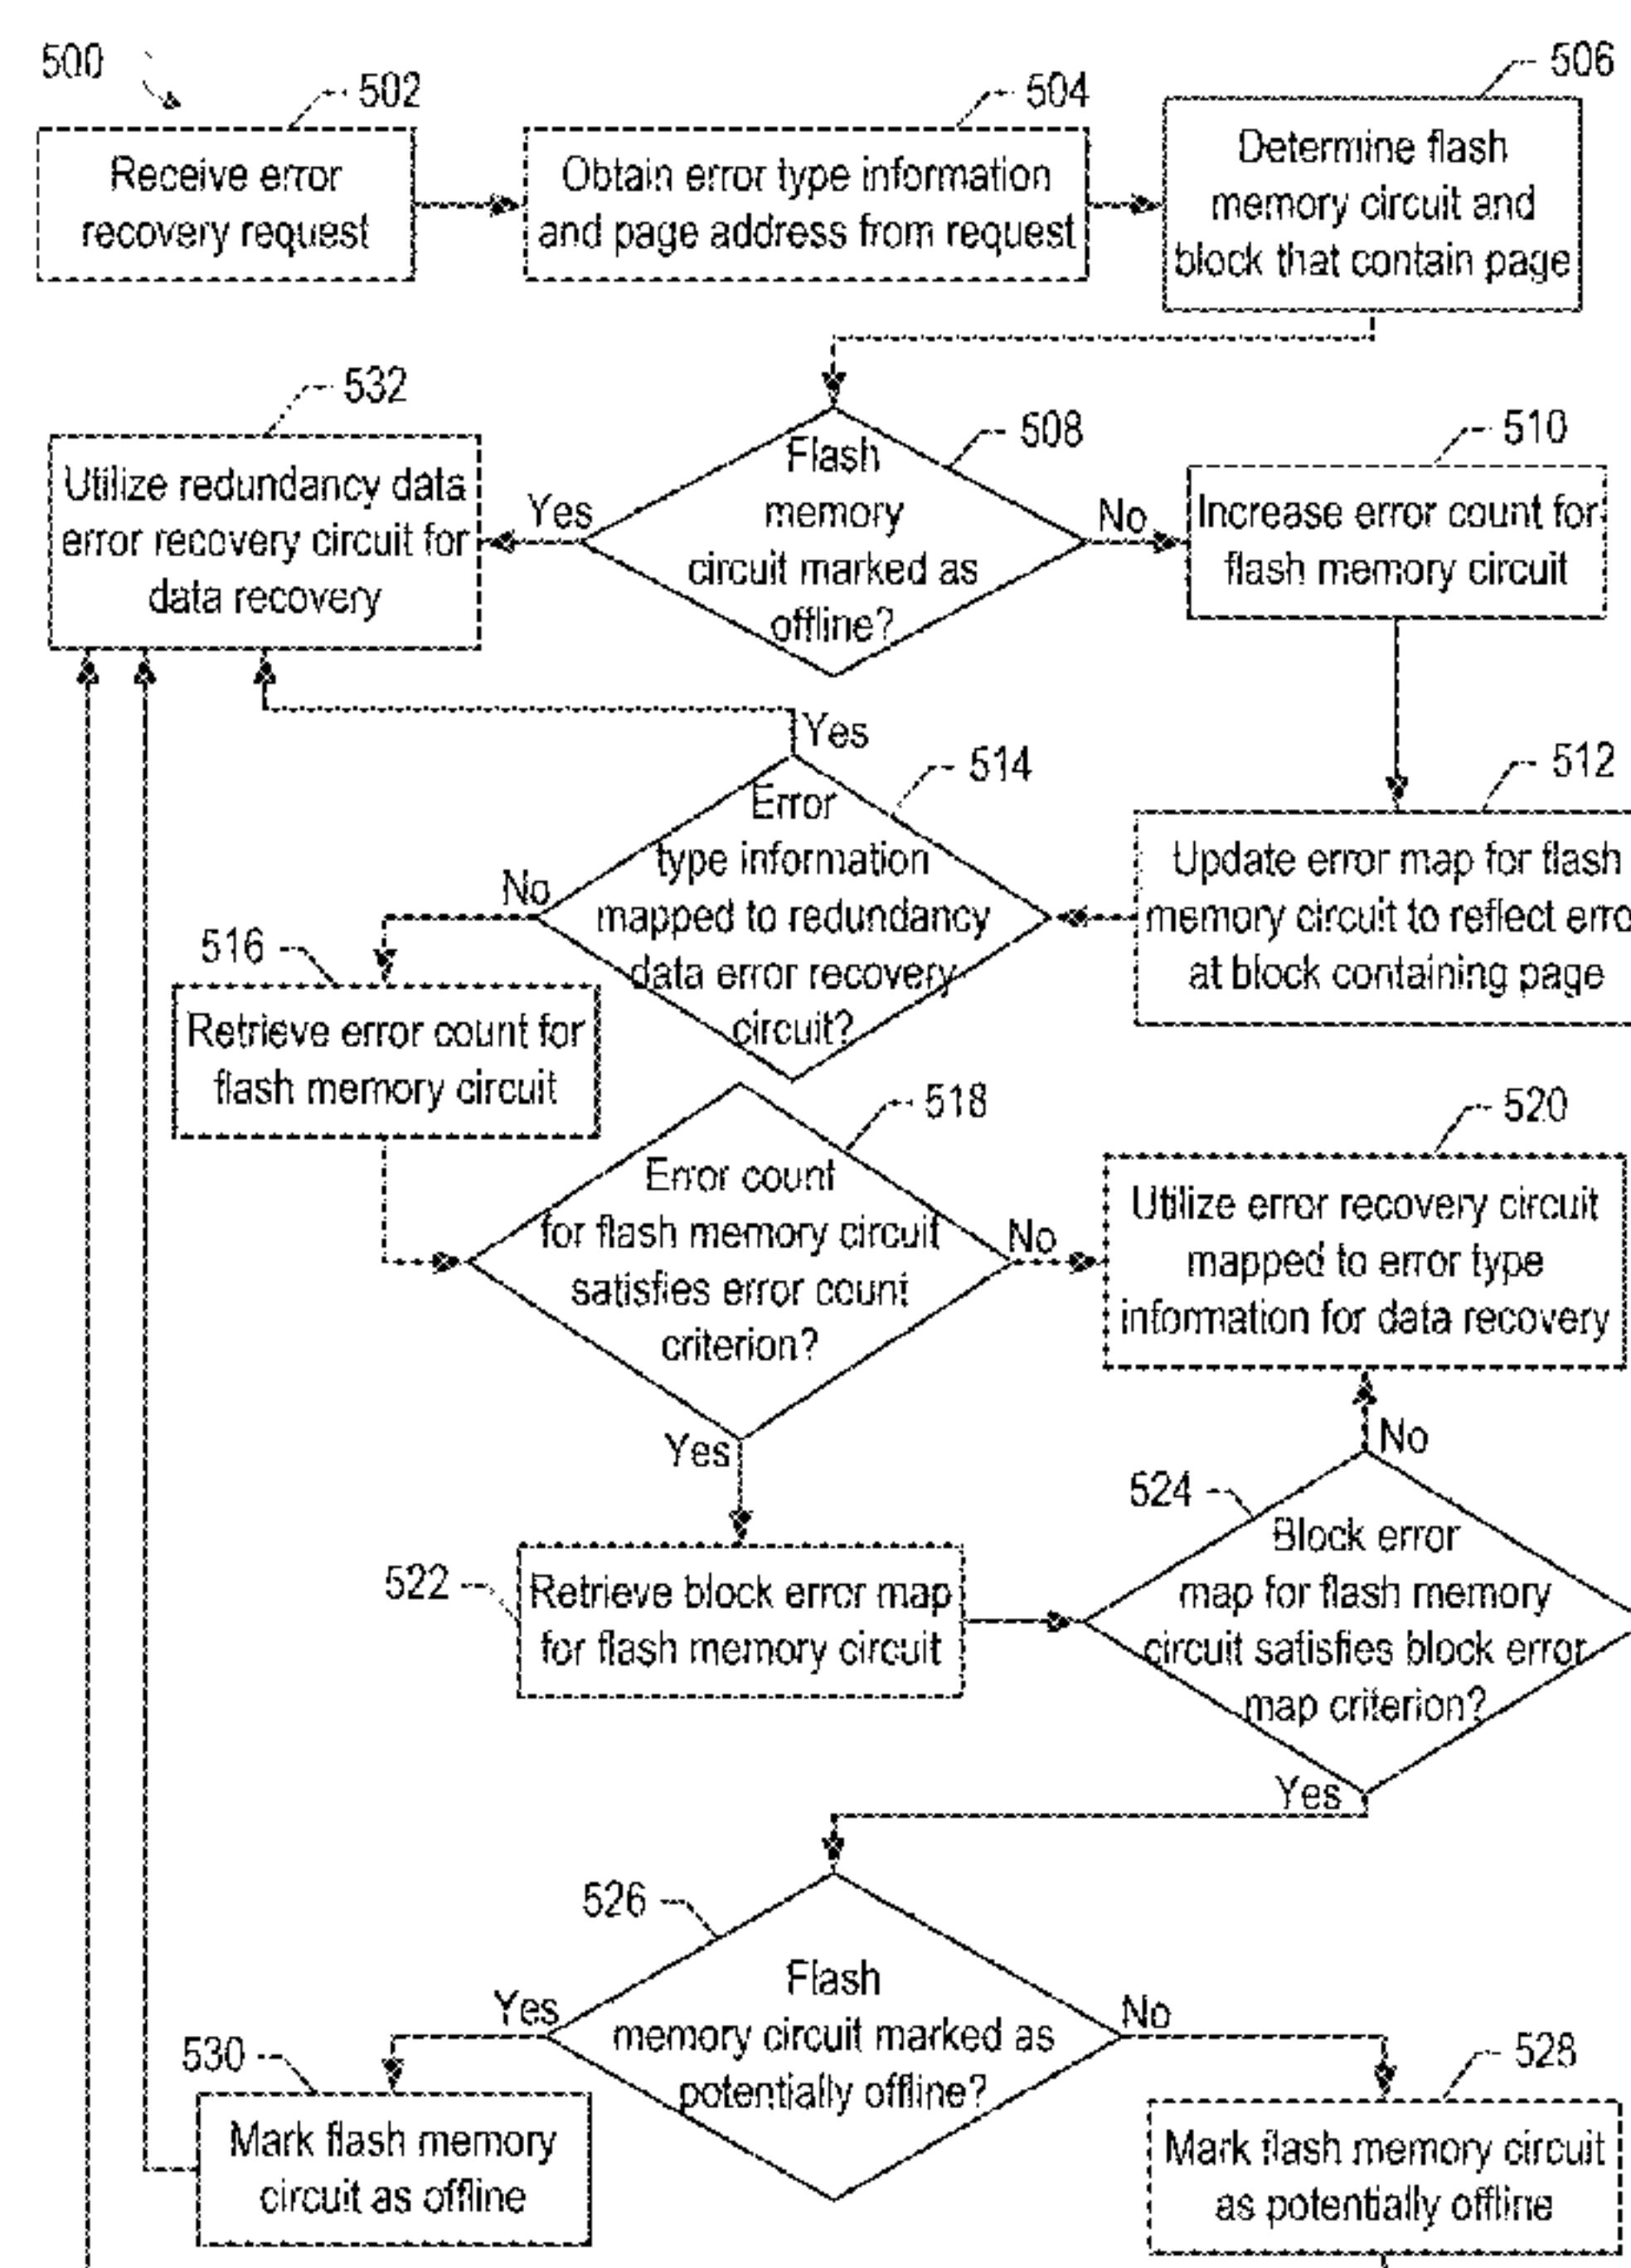 500
502
Receive error
recovery request
504
Obtain error type information
and page address from request
506
Determine flash
memory circuit and
block that contain page
508
Flash
memory
circuit marked as
offline?
Yes
No
532
Utilize redundancy data
error recovery circuit for
data recovery
510
Increase error count for
flash memory circuit
512
Update error map for flash
memory circuit to reflect erro
at block containing page
514
Error
type information
mapped to redundancy
data error recovery
circuit?
Yes
No
516
Retrieve error count for
flash memory circuit
518
Error count
for flash memory circuit
satisfies error count
criterion?
No
Yes
520
Utilize error recovery circuit
mapped to error type
information for data recovery
522
Retrieve block error map
for flash memory circuit
524
Block error
map for flash memory
circuit satisfies block error
map criterion?
No
Yes
526
Flash
memory circuit marked as
potentially offline?
Yes
No
530
Mark flash memory
circuit as offline
528
Mark flash memory circuit
as potentially offline